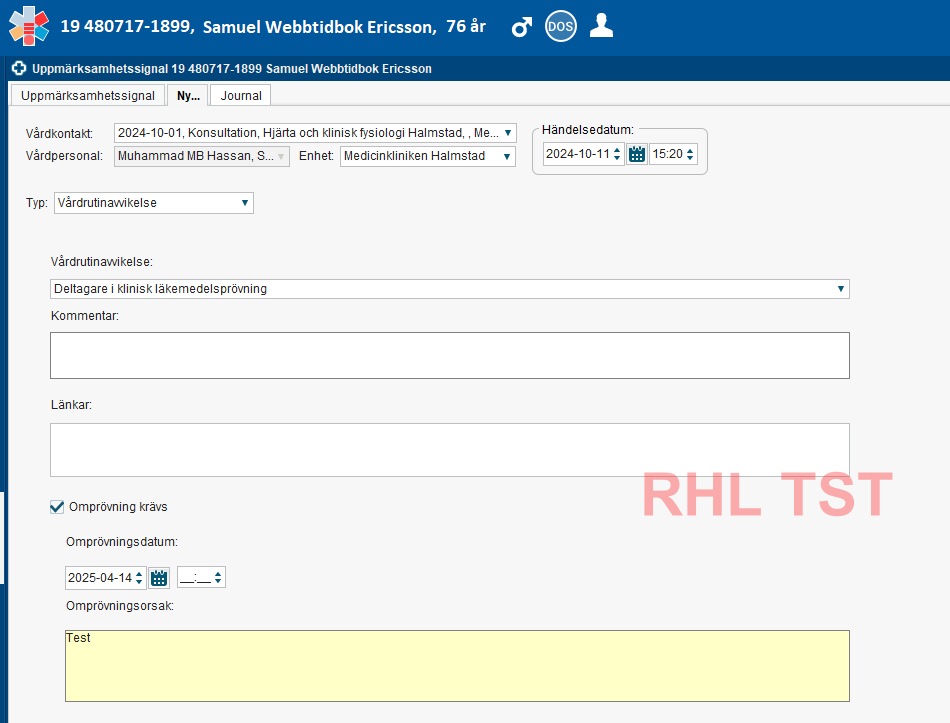 19 480717-1899, Samuel Webbtidbok Ericsson, 76 år DOS
Uppmärksamhetssignal 19 480717-1899 Samuel Webbtidbok Ericsson
Uppmärksamhetssignal Ny... Journal
Vårdkontakt: 2024-10-01, Konsultation, Hjärta och klinisk fysiologi Halmstad, , Me...
Händelsedatum:
Vårdpersonal: Muhammad MB Hassan, S... Enhet: Medicinkliniken Halmstad
2024-10-11 15:20
Typ: Vårdrutinavvikelse
Vårdrutinavvikelse:
Deltagare i klinisk läkemedelsprövning
Kommentar:
Länkar:
RHL TST
Omprövning krävs
Omprövningsdatum:
2025-04-14 __:__
Omprövningsorsak:
Test